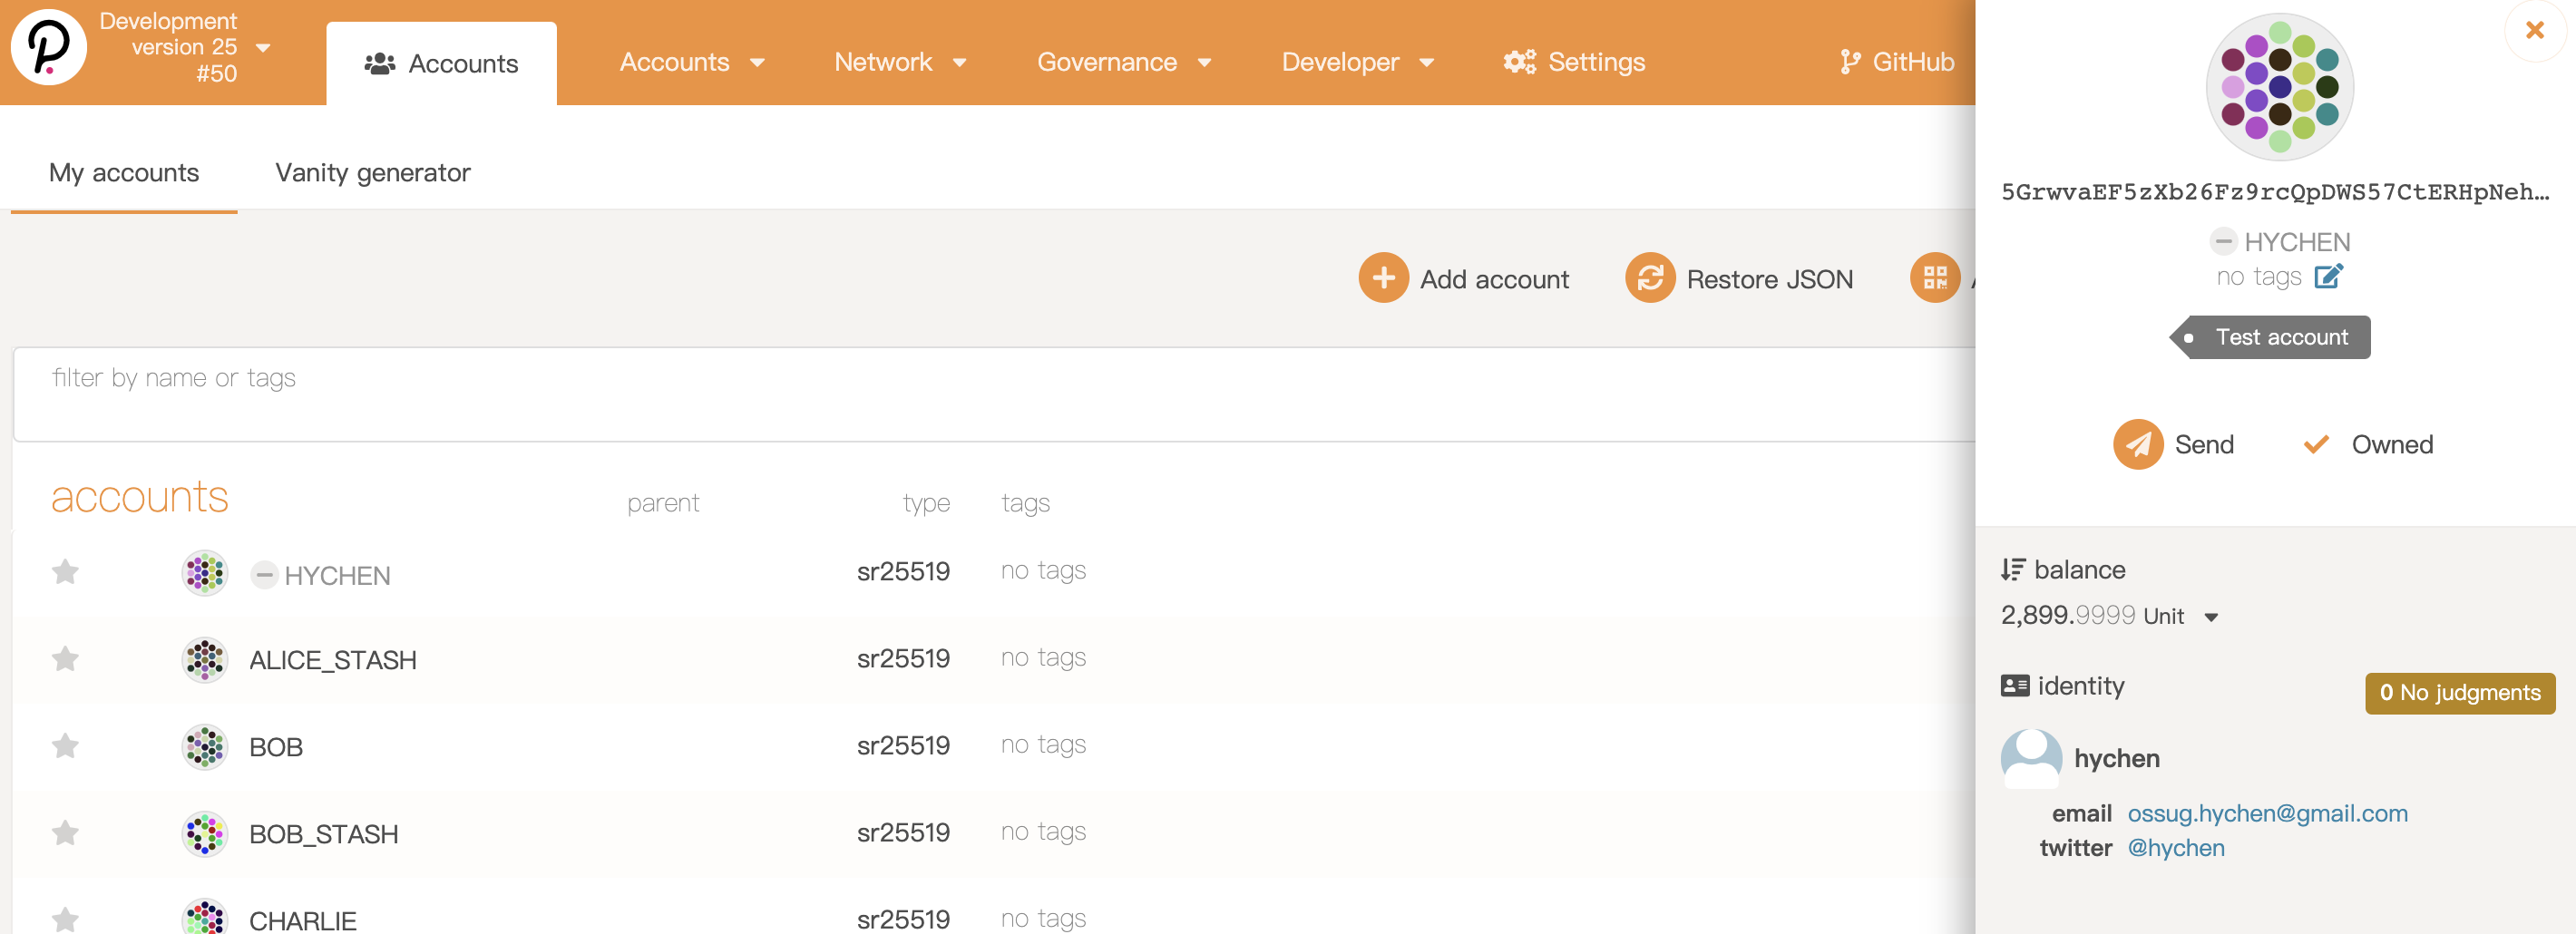 Development
version 25
#50
Accounts
Accounts
Network
Governance
Developer
Settings
GitHub
My accounts
Vanity generator
Add account
Restore JSON
filter by name or tags
accounts parent type tags
HYCHEN sr25519 no tags
ALICE_STASH sr25519 no tags
BOB sr25519 no tags
BOB_STASH sr25519 no tags
CHARLIE sr25519 no tags
5GrwvaEF5zXb26Fz9rcQpDWS57CtERHpNeh…
HYCHEN
no tags
Test account
Send
Owned
balance
2,899.9999 Unit
identity
0 No judgments
hychen
email ossug.hychen@gmail.com
twitter @hychen